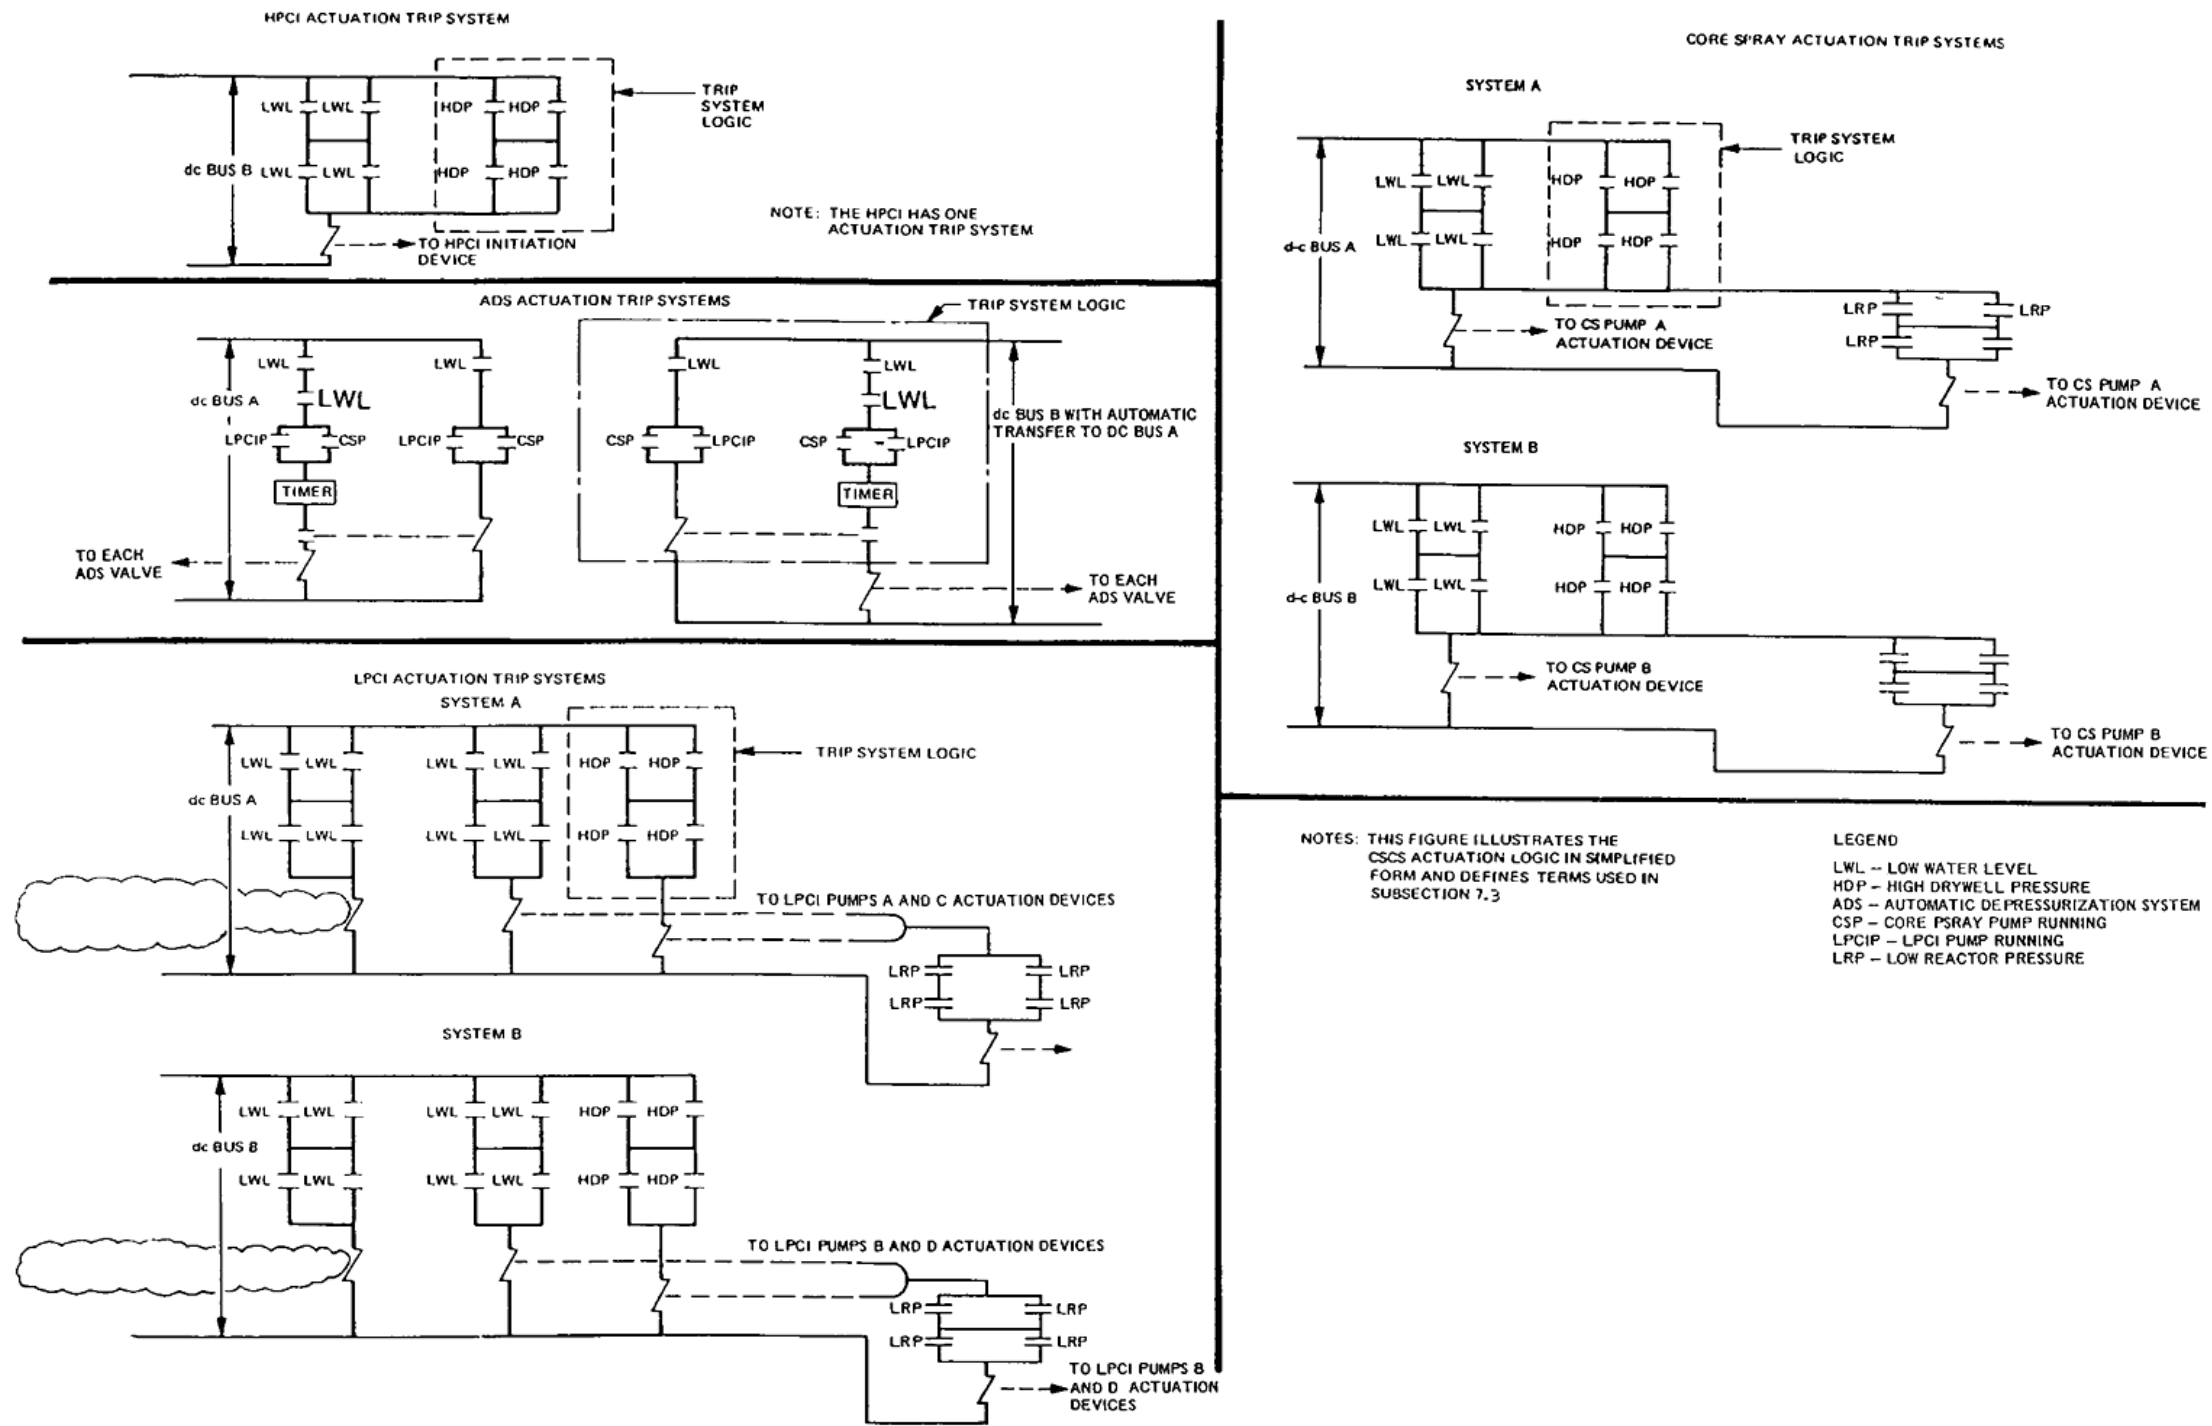 HPCI ACTUATION TRIP SYSTEM
LWL LWL HDP HDP
TRIP
SYSTEM
LOGIC
dc BUS B LWL LWL HDP HDP
NOTE: THE HPCI HAS ONE
ACTUATION TRIP SYSTEM
TO HPCI INITIATION
DEVICE
ADS ACTUATION TRIP SYSTEMS
TRIP SYSTEM LOGIC
LWL LWL LWL LWL
dc BUS A LWL LWL
dc BUS B WITH AUTOMATIC
TRANSFER TO DC BUS A
LPCIP CSP LPCIP CSP CSP LPCIP CSP LPCIP
TIMER TIMER
TO EACH
ADS VALVE
TO EACH
ADS VALVE
LPCI ACTUATION TRIP SYSTEMS
SYSTEM A
TRIP SYSTEM LOGIC
LWL LWL LWL LWL HDP HDP
dc BUS A
LWL LWL LWL LWL HDP HDP
TO LPCI PUMPS A AND C ACTUATION DEVICES
LRP LRP
LRP LRP
SYSTEM B
LWL LWL LWL LWL HDP HDP
dc BUS B
LWL LWL LWL LWL HDP HDP
TO LPCI PUMPS B AND D ACTUATION DEVICES
LRP LRP
LRP LRP
TO LPCI PUMPS B
AND D ACTUATION
DEVICES
CORE SPRAY ACTUATION TRIP SYSTEMS
SYSTEM A
TRIP SYSTEM
LOGIC
LWL LWL HDP HDP
d-c BUS A LWL LWL HDP HDP
LRP LRP
LRP
TO CS PUMP A
ACTUATION DEVICE
TO CS PUMP A
ACTUATION DEVICE
SYSTEM B
LWL LWL HDP HDP
d-c BUS B LWL LWL HDP HDP
TO CS PUMP B
ACTUATION DEVICE
TO CS PUMP B
ACTUATION DEVICE
NOTES: THIS FIGURE ILLUSTRATES THE
CSCS ACTUATION LOGIC IN SIMPLIFIED
FORM AND DEFINES TERMS USED IN
SUBSECTION 7.3
LEGEND
LWL – LOW WATER LEVEL
HDP – HIGH DRYWELL PRESSURE
ADS – AUTOMATIC DEPRESSURIZATION SYSTEM
CSP – CORE PSRAY PUMP RUNNING
LPCIP – LPCI PUMP RUNNING
LRP – LOW REACTOR PRESSURE